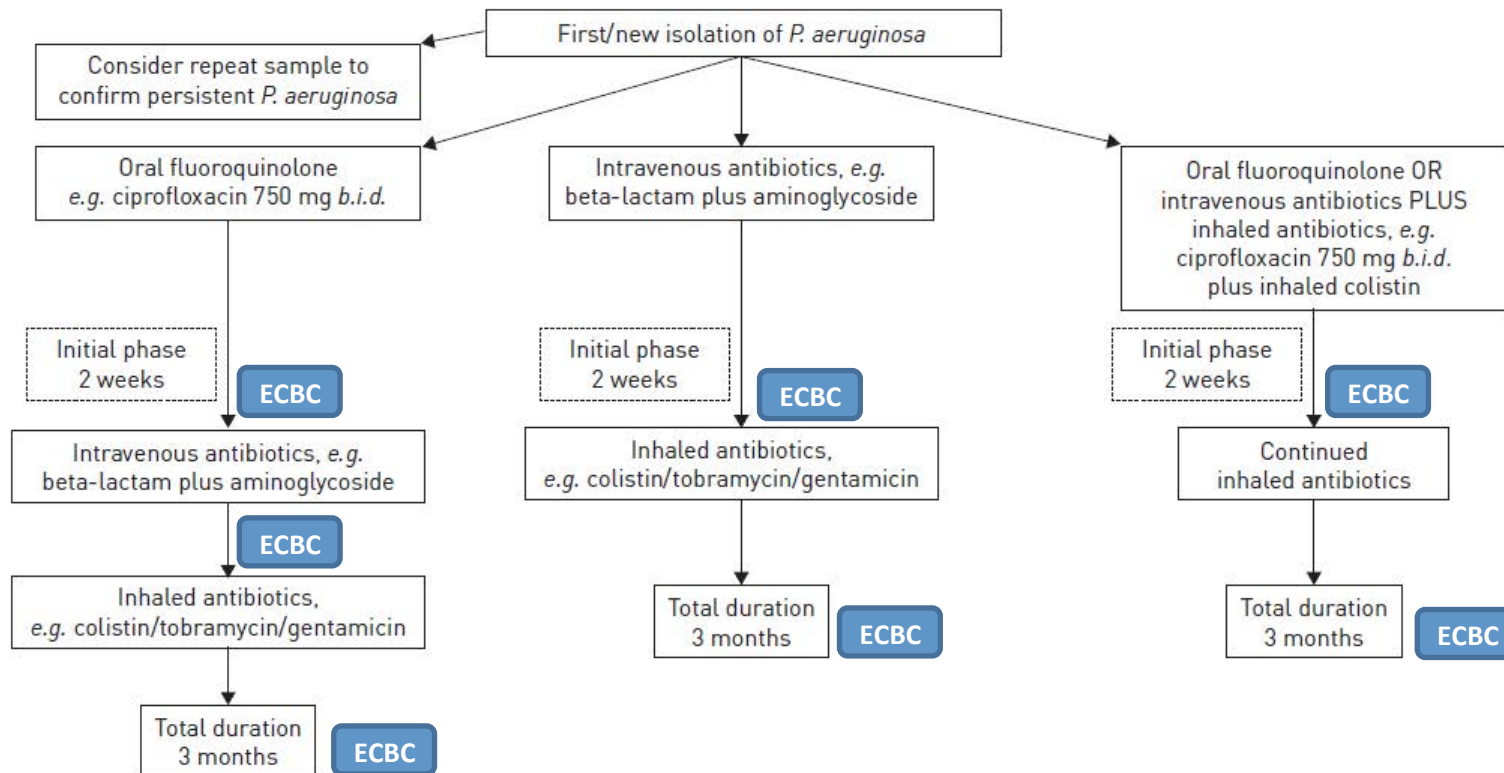 First/new isolation of P. aeruginosa
Consider repeat sample to
confirm persistent P. aeruginosa
Oral fluoroquinolone
e.g. ciprofloxacin 750 mg b.i.d.
Intravenous antibiotics, e.g.
beta-lactam plus aminoglycoside
Oral fluoroquinolone OR
intravenous antibiotics PLUS
inhaled antibiotics, e.g.
ciprofloxacin 750 mg b.i.d.
plus inhaled colistin
Initial phase
2 weeks
ECBC
Initial phase
2 weeks
ECBC
Initial phase
2 weeks
ECBC
Intravenous antibiotics, e.g.
beta-lactam plus aminoglycoside
Inhaled antibiotics,
e.g. colistin/tobramycin/gentamicin
Continued
inhaled antibiotics
ECBC
Inhaled antibiotics,
e.g. colistin/tobramycin/gentamicin
Total duration
3 months
ECBC
Total duration
3 months
ECBC
Total duration
3 months
ECBC